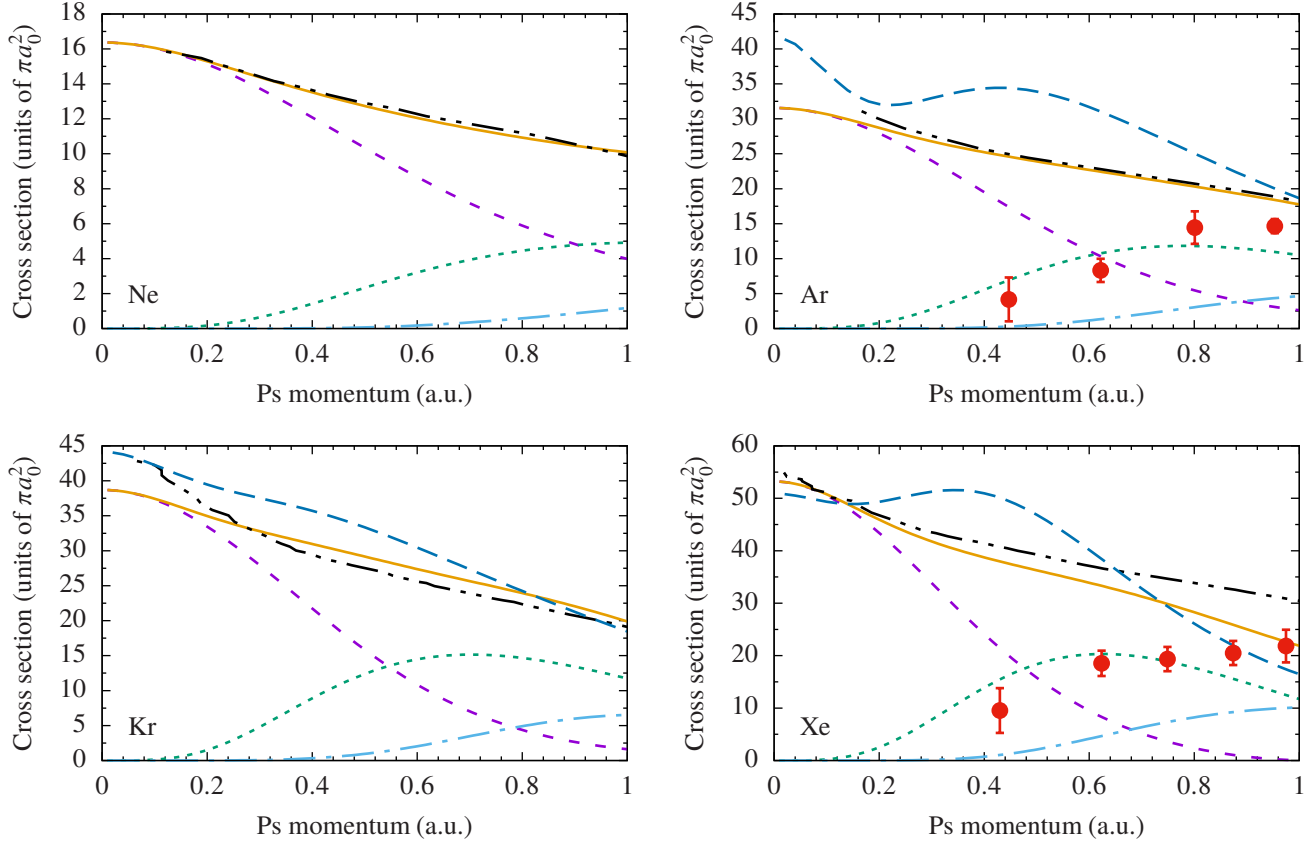 Cross section (units of πa₀²)
18
16
14
12
10
8
6
4
2
0
Ne
0 0.2 0.4 0.6 0.8 1
Ps momentum (a.u.)
Cross section (units of πa₀²)
45
40
35
30
25
20
15
10
5
0
Ar
0 0.2 0.4 0.6 0.8 1
Ps momentum (a.u.)
Cross section (units of πa₀²)
45
40
35
30
25
20
15
10
5
0
Kr
0 0.2 0.4 0.6 0.8 1
Ps momentum (a.u.)
Cross section (units of πa₀²)
60
50
40
30
20
10
0
Xe
0 0.2 0.4 0.6 0.8 1
Ps momentum (a.u.)